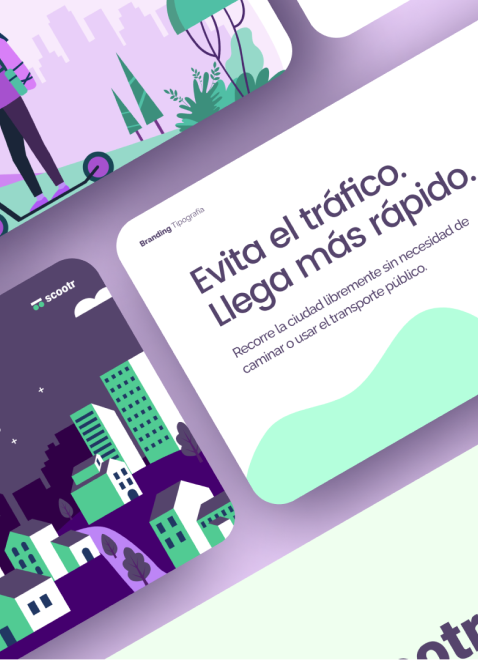 Branding Tipografía
Evita el tráfico.
Llega más rápido.
Recorre la ciudad libremente sin necesidad de
caminar o usar el transporte público.
scootr